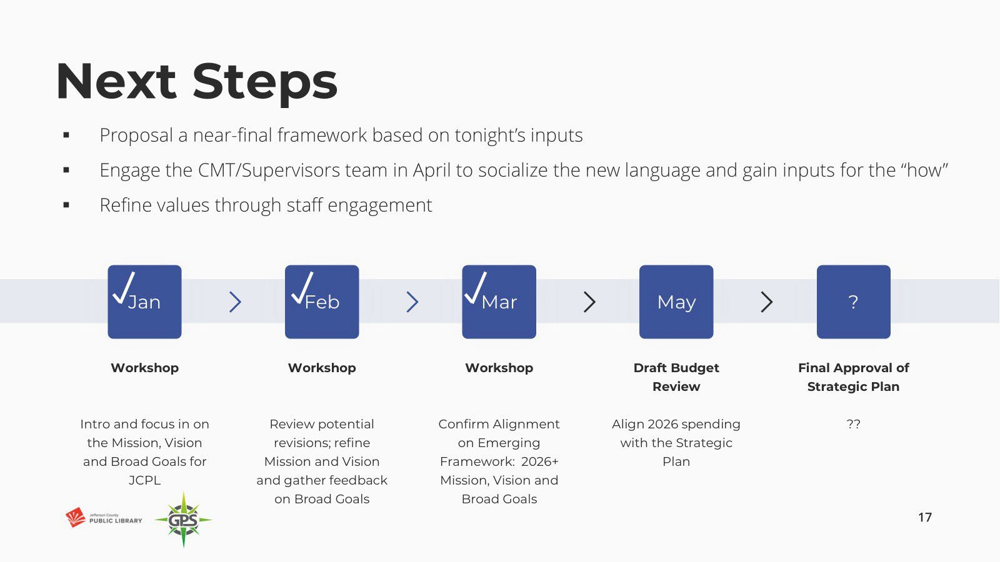 Next Steps
▪ Proposal a near-final framework based on tonight’s inputs
▪ Engage the CMT/Supervisors team in April to socialize the new language and gain inputs for the “how”
▪ Refine values through staff engagement
Jan
Feb
Mar
May
?
Workshop
Intro and focus in on
the Mission, Vision
and Broad Goals for
JCPL
Workshop
Review potential
revisions; refine
Mission and Vision
and gather feedback
on Broad Goals
Workshop
Confirm Alignment
on Emerging
Framework:  2026+
Mission, Vision and
Broad Goals
Draft Budget
Review
Align 2026 spending
with the Strategic
Plan
Final Approval of
Strategic Plan
??
Jefferson County
PUBLIC LIBRARY
GPS
17